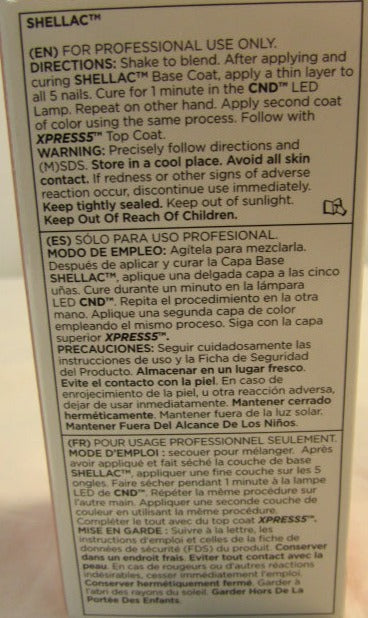 SHELLAC™
(EN) FOR PROFESSIONAL USE ONLY.
DIRECTIONS: Shake to blend. After applying and
curing SHELLAC™ Base Coat, apply a thin layer to
all 5 nails. Cure for 1 minute in the CND™ LED
Lamp. Repeat on other hand. Apply second coat
of color using the same process. Follow with
XPRESS5™ Top Coat.
WARNING: Precisely follow directions and
(M)SDS. Store in a cool place. Avoid all skin
contact. If redness or other signs of adverse
reaction occur, discontinue use immediately.
Keep tightly sealed. Keep out of sunlight.
Keep Out Of Reach Of Children.
(ES) SÓLO PARA USO PROFESIONAL.
MODO DE EMPLEO: Agítela para mezclarla.
Después de aplicar y curar la Capa Base
SHELLAC™, aplique una delgada capa a las cinco
uñas. Cure durante un minuto en la lámpara
LED CND™. Repita el procedimiento en la otra
mano. Aplique una segunda capa de color
empleando el mismo proceso. Siga con la capa
superior XPRESS5™.
PRECAUCIONES: Seguir cuidadosamente las
instrucciones de uso y la Ficha de Seguridad
del Producto. Almacenar en un lugar fresco.
Evite el contacto con la piel. En caso de
enrojecimiento de la piel, u otra reacción adversa,
dejar de usar inmediatamente. Mantener cerrado
herméticamente. Mantener fuera de la luz solar.
Mantener Fuera Del Alcance De Los Niños.
(FR) POUR USAGE PROFESSIONNEL SEULEMENT.
MODE D'EMPLOI : secouer pour mélanger. Après
avoir appliqué et fait séché la couche de base
SHELLAC™, appliquer une fine couche sur les 5
ongles. Faire sécher pendant 1 minute à la lampe
LED de CND™. Répéter la même procédure sur
l'autre main. Appliquer une seconde couche de
couleur en utilisant la même procédure.
Compléter le tout avec du top coat XPRESS5™.
MISE EN GARDE : Suivre à la lettre, les
instructions d'emploi et celles de la fiche de
données de sécurité (FDS) du produit. Conserver
dans un endroit frais. Eviter tout contact avec la
peau. En cas de rougeurs ou d'autres réactions
indésirables, cesser immédiatement l'emploi.
Conserver hermétiquement fermé. Garder à
l'abri des rayons du soleil. Garder Hors De La
Portée Des Enfants.